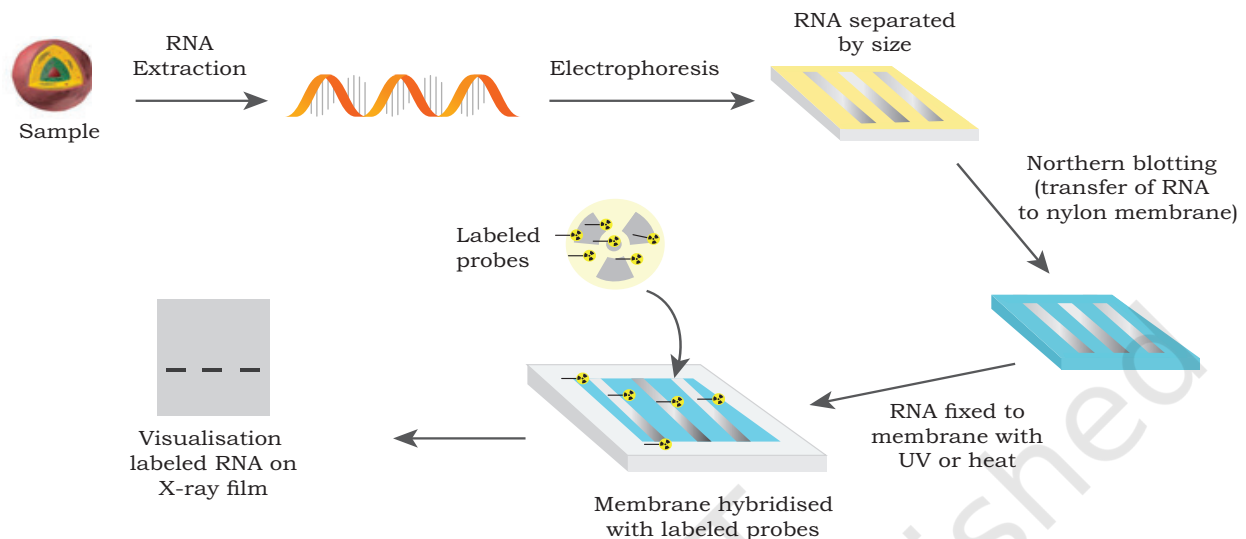 RNA
Extraction
Sample
Electrophoresis
RNA separated
by size
Northern blotting
(transfer of RNA
to nylon membrane)
RNA fixed to
membrane with
UV or heat
Labeled
probes
Membrane hybridised
with labeled probes
Visualisation
labeled RNA on
X-ray film